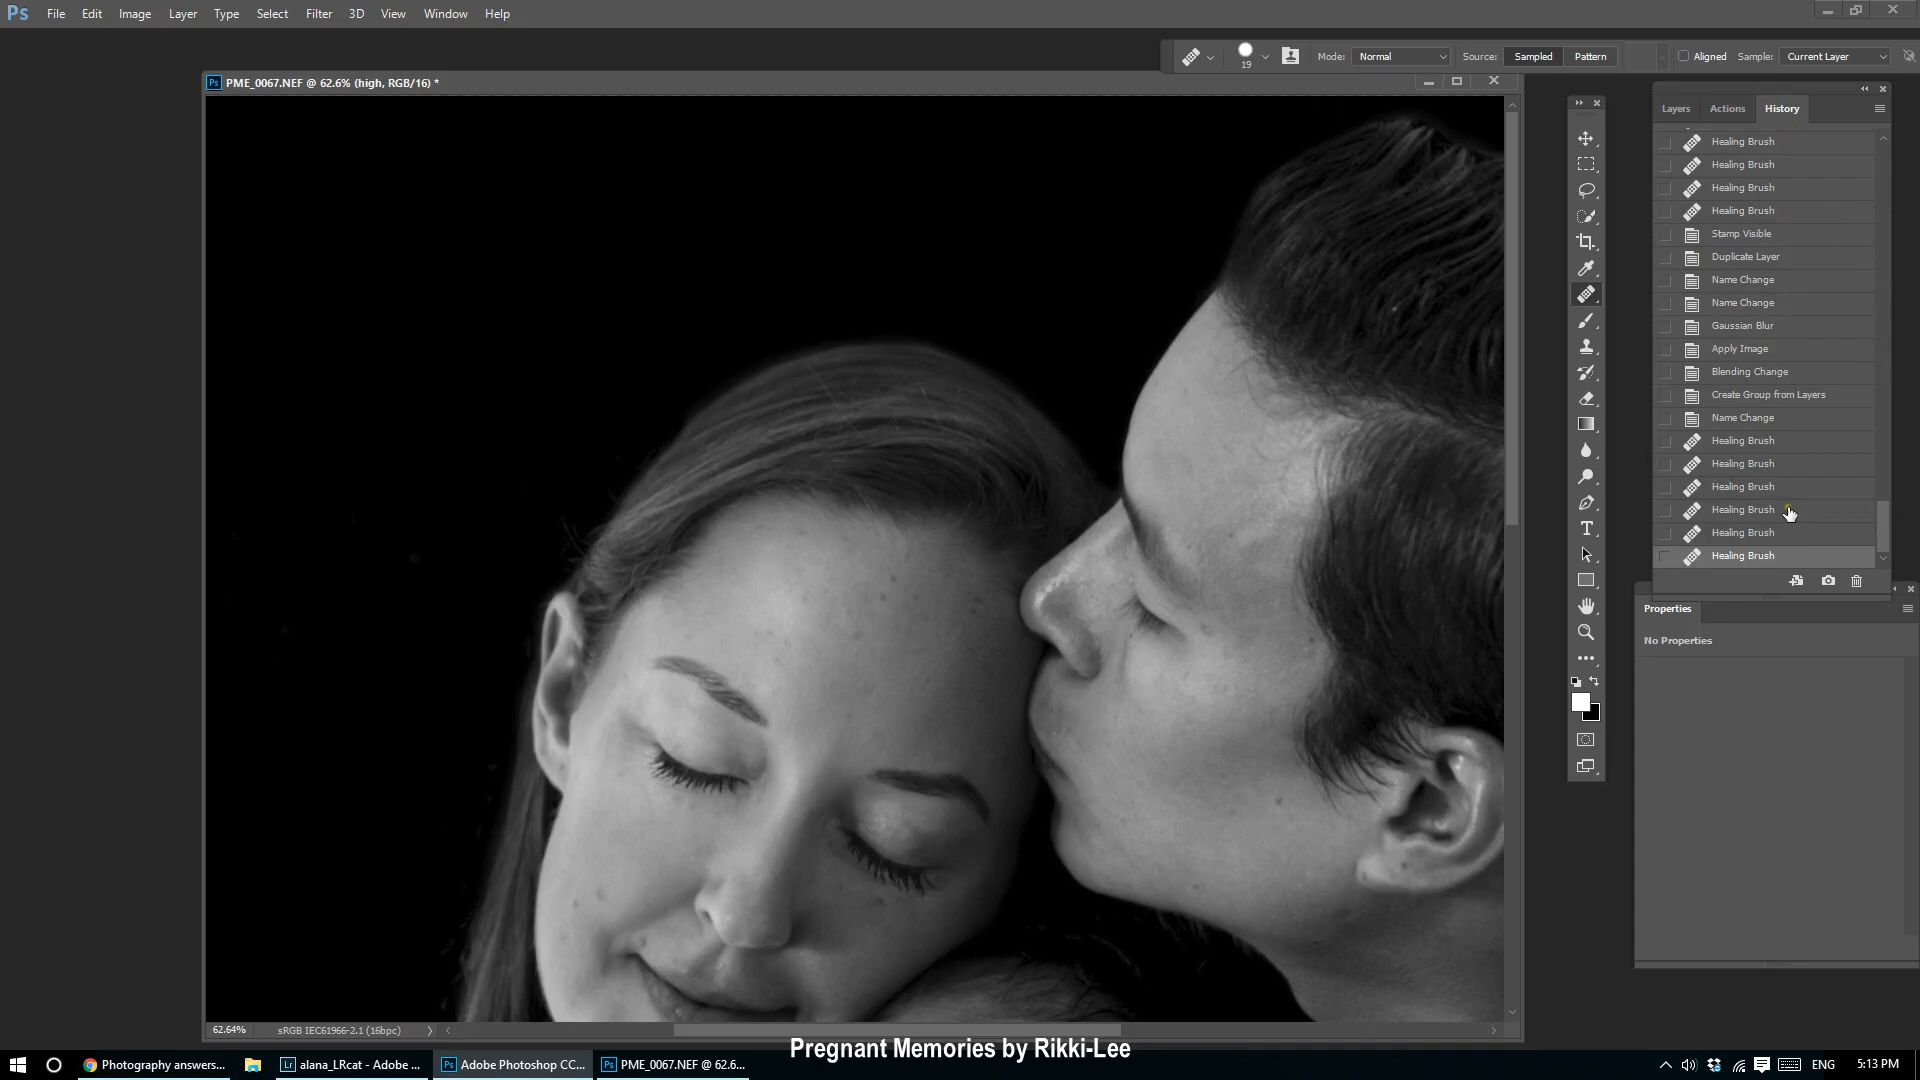 Ps File Edit Image Layer Type Select Filter 3D View Window Help
19 Mode: Normal Source: Sampled Pattern Aligned Sample: Current Layer
Ps PME_0067.NEF @ 62.6% (high, RGB/16) *
Layers Actions History
Healing Brush
Healing Brush
Healing Brush
Healing Brush
Stamp Visible
Duplicate Layer
Name Change
Name Change
Gaussian Blur
Apply Image
Blending Change
Create Group from Layers
Name Change
Healing Brush
Healing Brush
Healing Brush
Healing Brush
Healing Brush
Healing Brush
Properties
No Properties
62.64% sRGB IEC61966-2.1 (16bpc)
Pregnant Memories by Rikki-Lee
Photography answers... Lr alana_LRcat - Adobe ... Ps Adobe Photoshop CC... Ps PME_0067.NEF @ 62.6... ENG 5:13 PM